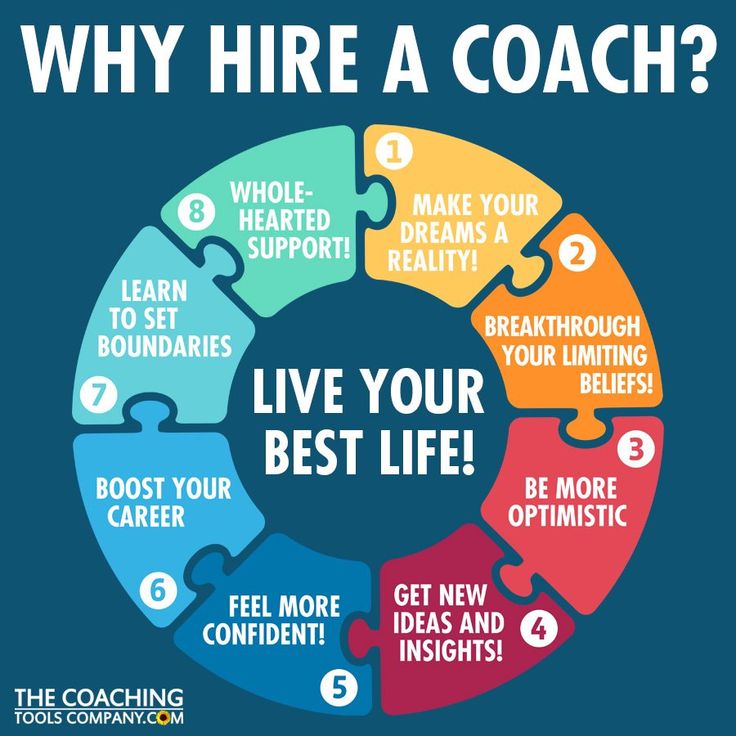 WHY HIRE A COACH?
1
MAKE YOUR
DREAMS A
REALITY!
2
BREAKTHROUGH
YOUR LIMITING
BELIEFS!
3
BE MORE
OPTIMISTIC
4
GET NEW
IDEAS AND
INSIGHTS!
5
FEEL MORE
CONFIDENT!
6
BOOST YOUR
CAREER
7
LEARN
TO SET
BOUNDARIES
8
WHOLE-
HEARTED
SUPPORT!
LIVE YOUR
BEST LIFE!
THE COACHING
TOOLS COMPANY.COM